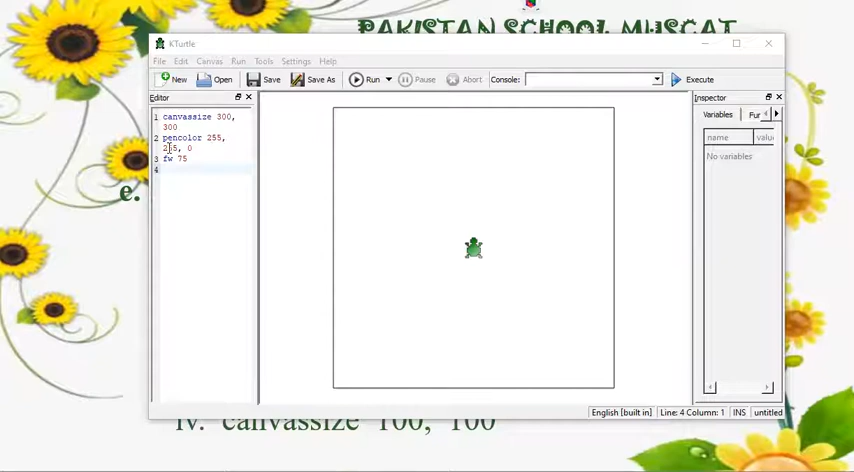 PAKISTAN SCHOOL MUSCAT
KTurtle
File Edit Canvas Run Tools Settings Help
New Open Save Save As Run Pause Abort Console: Execute
Editor
Inspector
1 canvassize 300,
300
2 pencolor 255,
255, 0
3 fw 75
4
Variables Fur
name value
No variables
e.
English [built in] Line: 4 Column: 1 INS untitled
iv. canvassize 100, 100